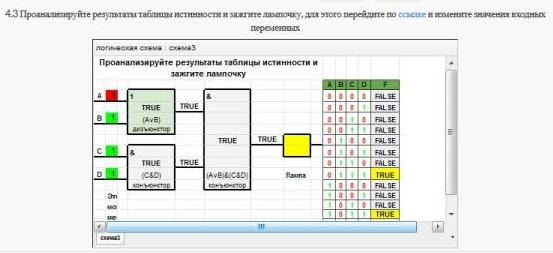 4.3 Проанализируйте результаты таблицы истинности и зажгите лампочку, для этого перейдите по ссылке и измените значения входных
переменных
логическая схема : схема3
Проанализируйте результаты таблицы истинности и
зажгите лампочку
A B C D F
A 0 1 & 0 0 0 0 FALSE
TRUE TRUE 0 0 0 1 FALSE
B 1 (AvB) 0 0 1 0 FALSE
дизъюнктор 0 0 1 1 FALSE
TRUE TRUE 0 1 0 0 FALSE
C 1 & 0 1 0 1 FALSE
TRUE TRUE 0 1 1 0 FALSE
D 1 (C&D) (AvB)&(C&D) Лампа 0 1 1 1 TRUE
конъюнктор конъюнктор 1 0 0 0 FALSE
Эт 1 0 0 1 FALSE
мо 1 0 1 0 FALSE
ме 1 0 1 1 TRUE
схема3